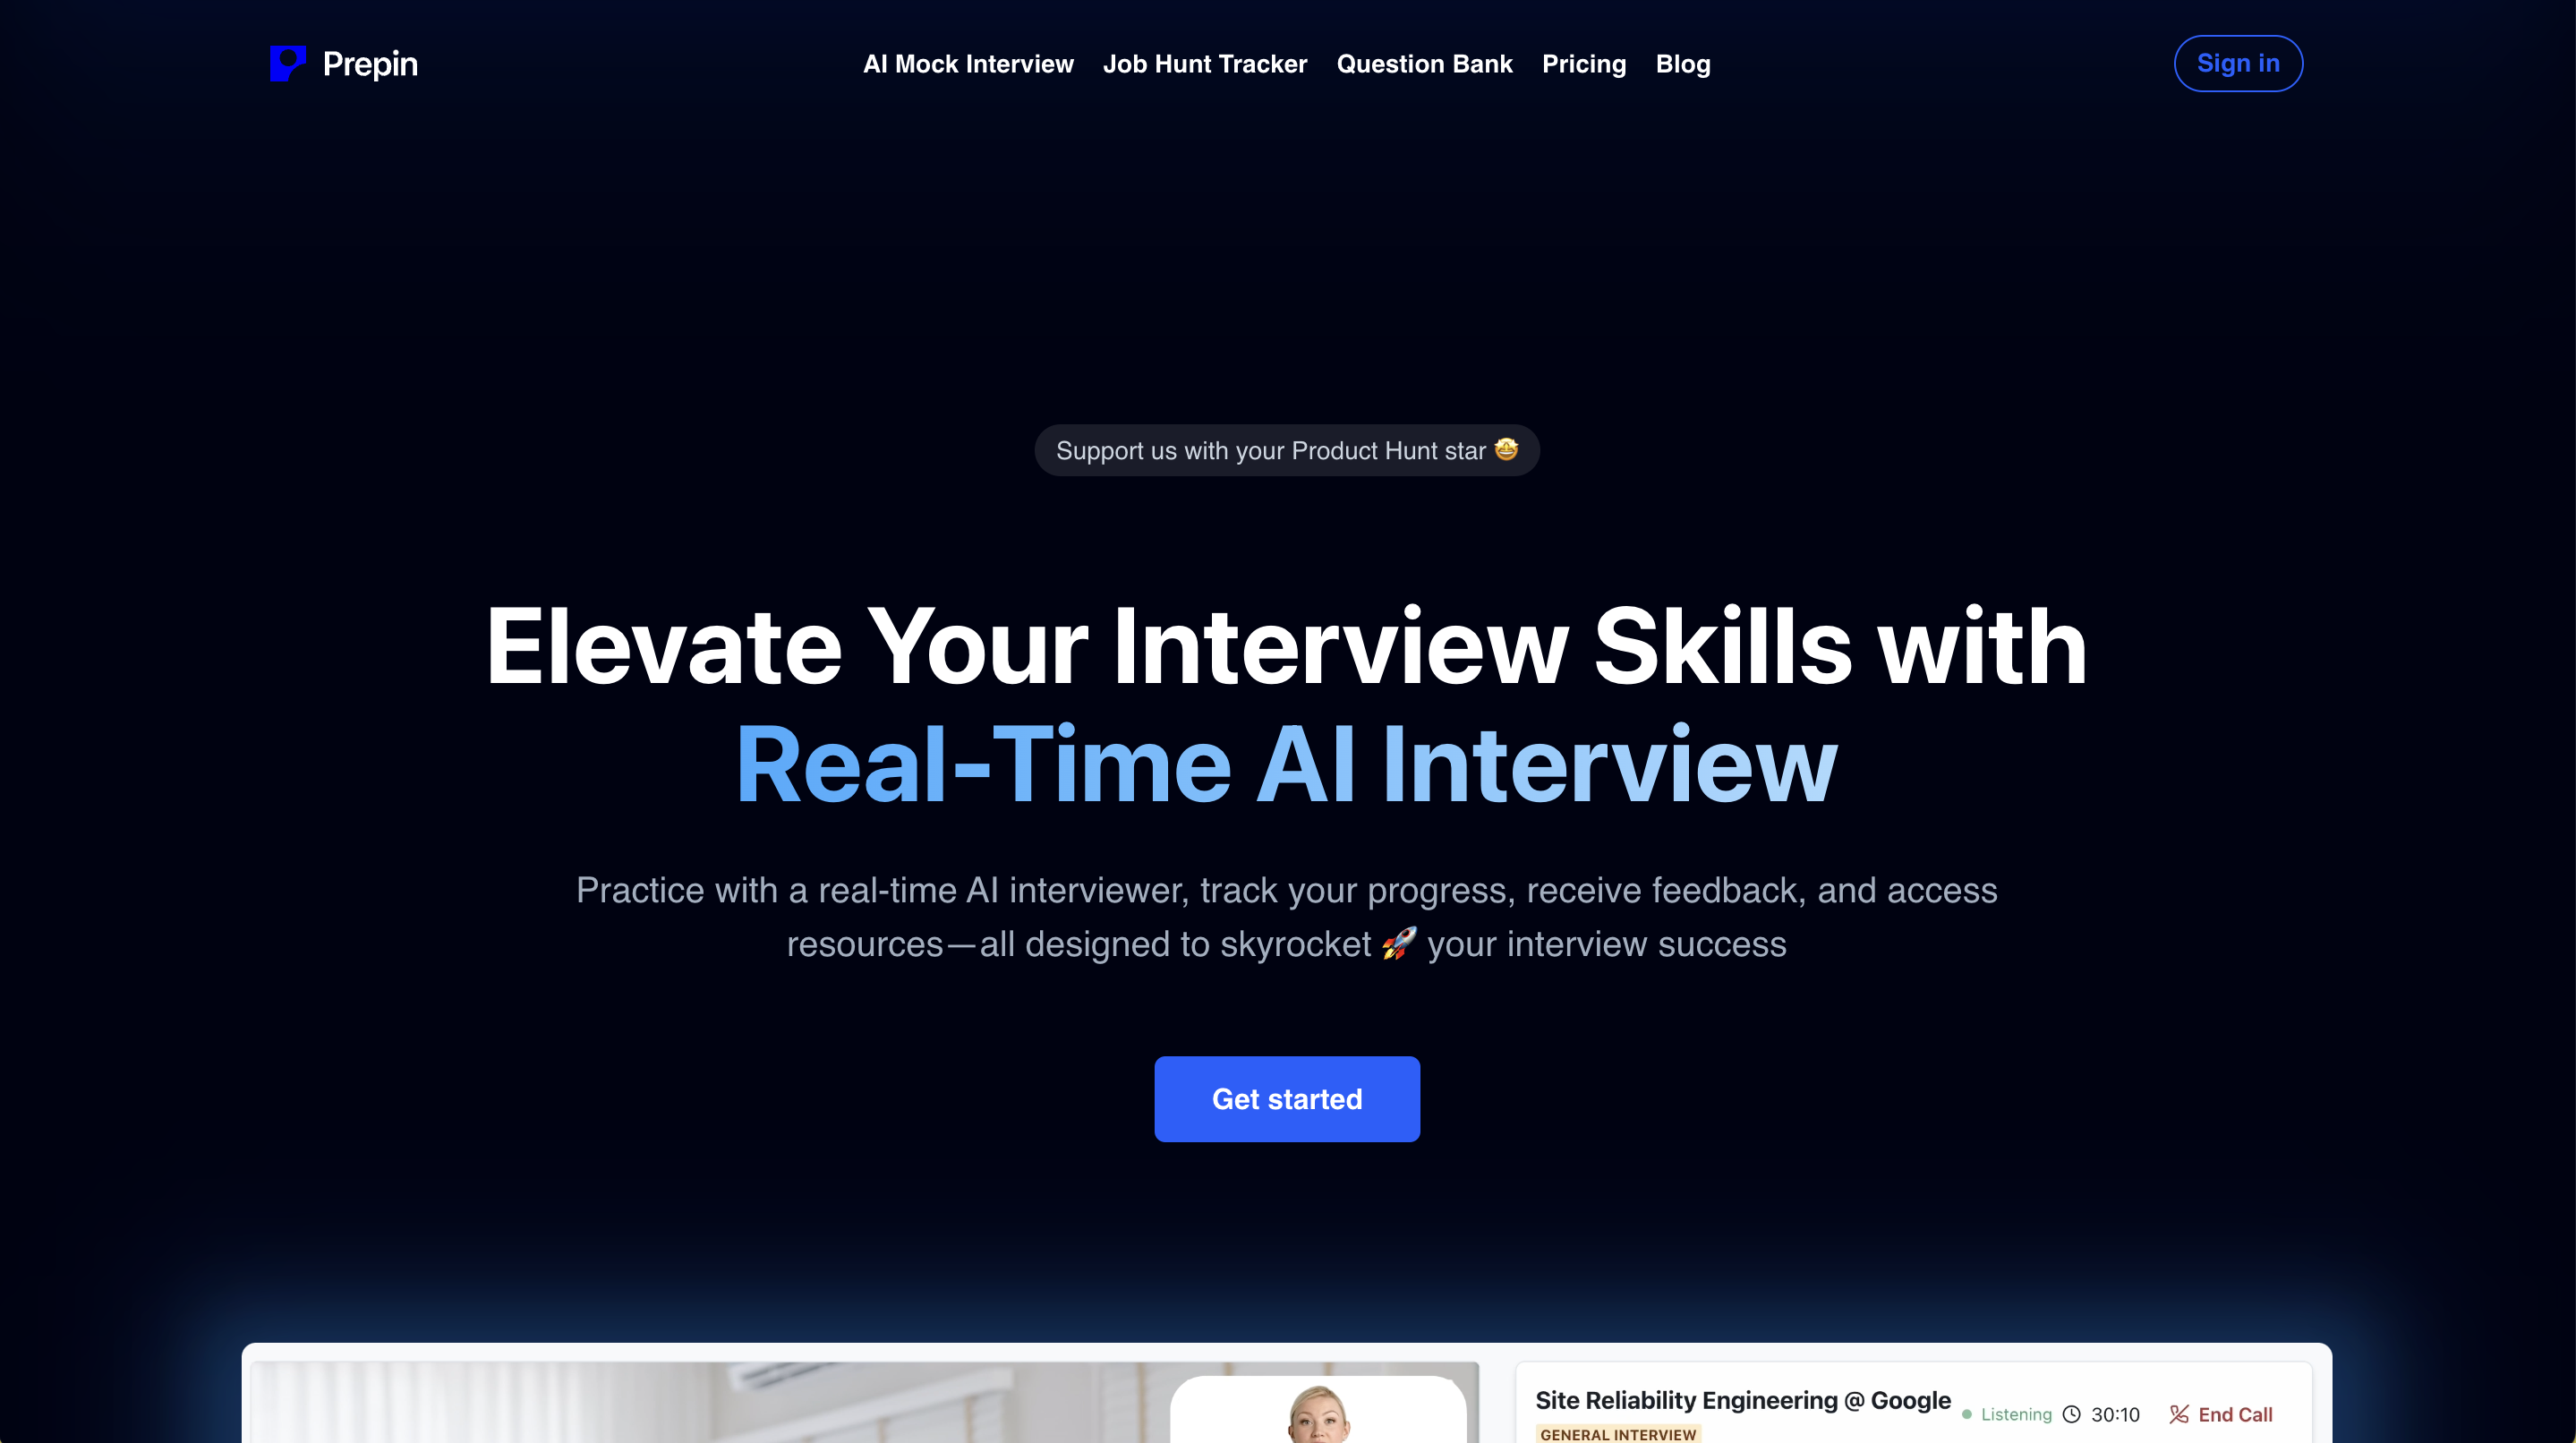 Prepin
AI Mock Interview Job Hunt Tracker Question Bank Pricing Blog
Sign in
Support us with your Product Hunt star 🤩
Elevate Your Interview Skills with
Real-Time AI Interview
Practice with a real-time AI interviewer, track your progress, receive feedback, and access
resources—all designed to skyrocket 🚀 your interview success
Get started
Site Reliability Engineering @ Google
Listening 30:10 End Call
GENERAL INTERVIEW